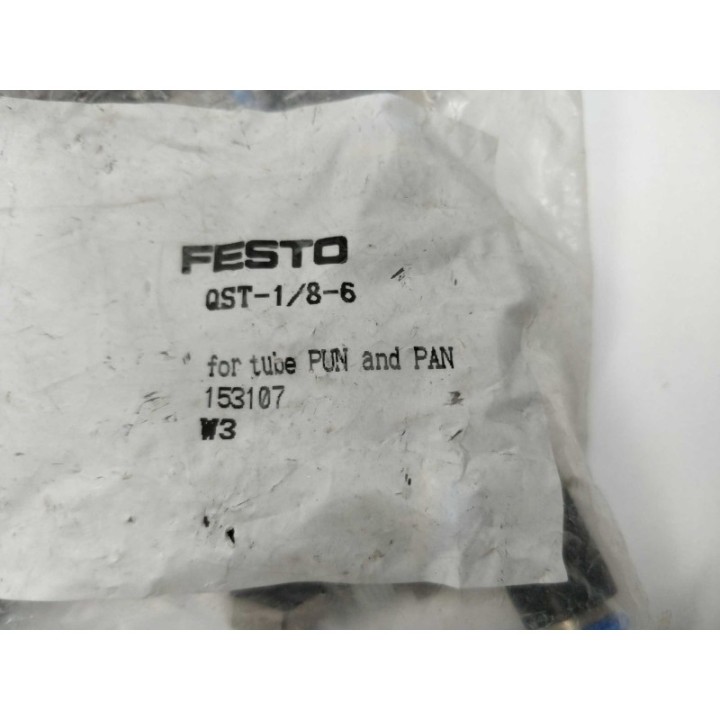 FESTO
QST-1/8-6
for tube PUN and PAN
153107
W3